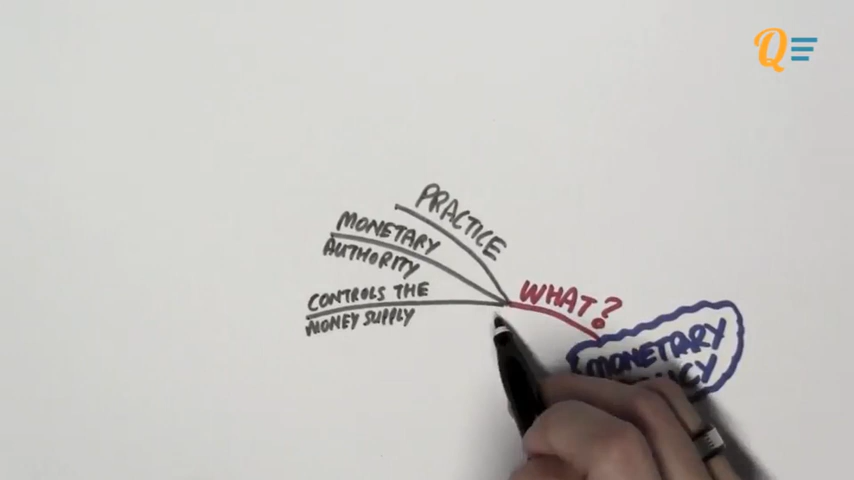 Q
PRACTICE
MONETARY
AUTHORITY
CONTROLS THE
MONEY SUPPLY
WHAT?
MONETARY